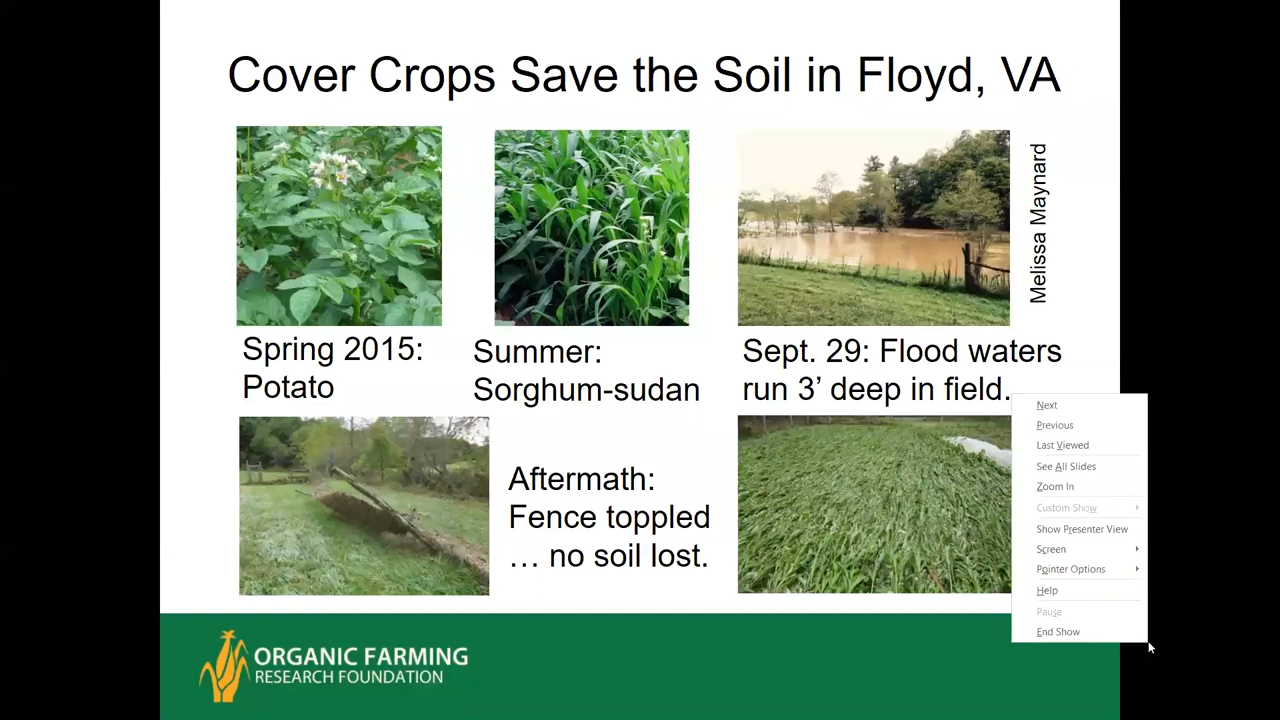 Cover Crops Save the Soil in Floyd, VA
Melissa Maynard
Spring 2015:
Potato
Summer:
Sorghum-sudan
Sept. 29: Flood waters
run 3’ deep in field.
Aftermath:
Fence toppled
… no soil lost.
Next
Previous
Last Viewed
See All Slides
Zoom In
Custom Show
Show Presenter View
Screen
Pointer Options
Help
Pause
End Show
ORGANIC FARMING
RESEARCH FOUNDATION